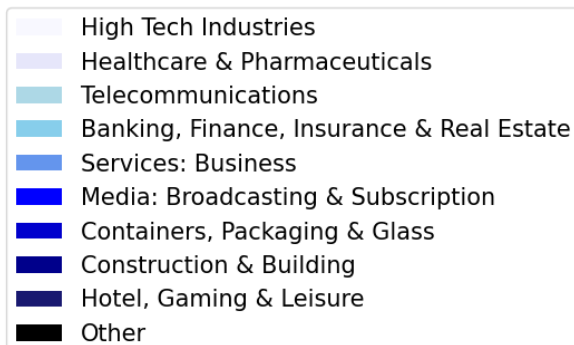 High Tech Industries
Healthcare & Pharmaceuticals
Telecommunications
Banking, Finance, Insurance & Real Estate
Services: Business
Media: Broadcasting & Subscription
Containers, Packaging & Glass
Construction & Building
Hotel, Gaming & Leisure
Other